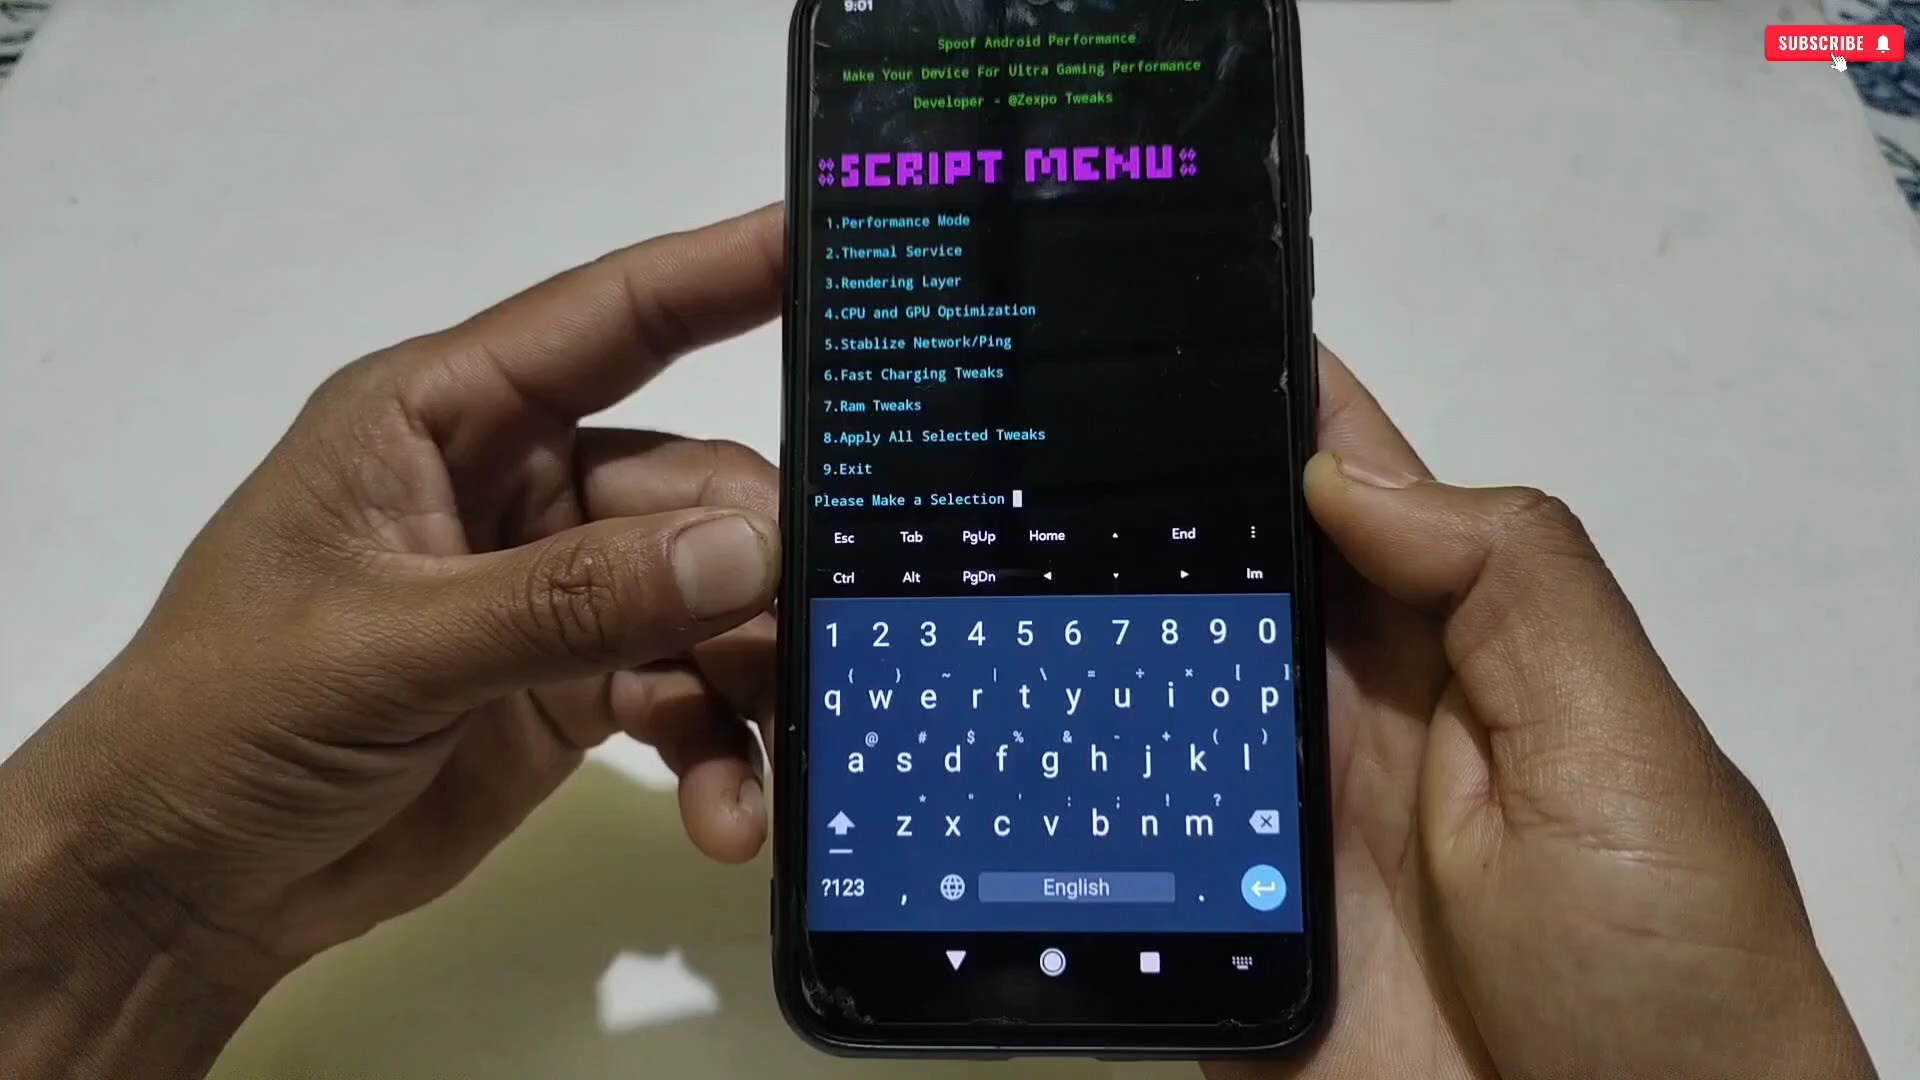 9:01
SUBSCRIBE
Spoof Android Performance
Make Your Device For Ultra Gaming Performance
Developer - @Zexpo Tweaks
SCRIPT MENU
1.Performance Mode
2.Thermal Service
3.Rendering Layer
4.CPU and GPU Optimization
5.Stablize Network/Ping
6.Fast Charging Tweaks
7.Ram Tweaks
8.Apply All Selected Tweaks
9.Exit
Please Make a Selection
Esc Tab PgUp Home End
Ctrl Alt PgDn Im
1 2 3 4 5 6 7 8 9 0
{ } ~ | \ = ÷ * [ ]
q w e r t y u i o p
@ # $ % & - + ( )
a s d f g h j k l
* " ' : ; ! ?
z x c v b n m
?123 , English .